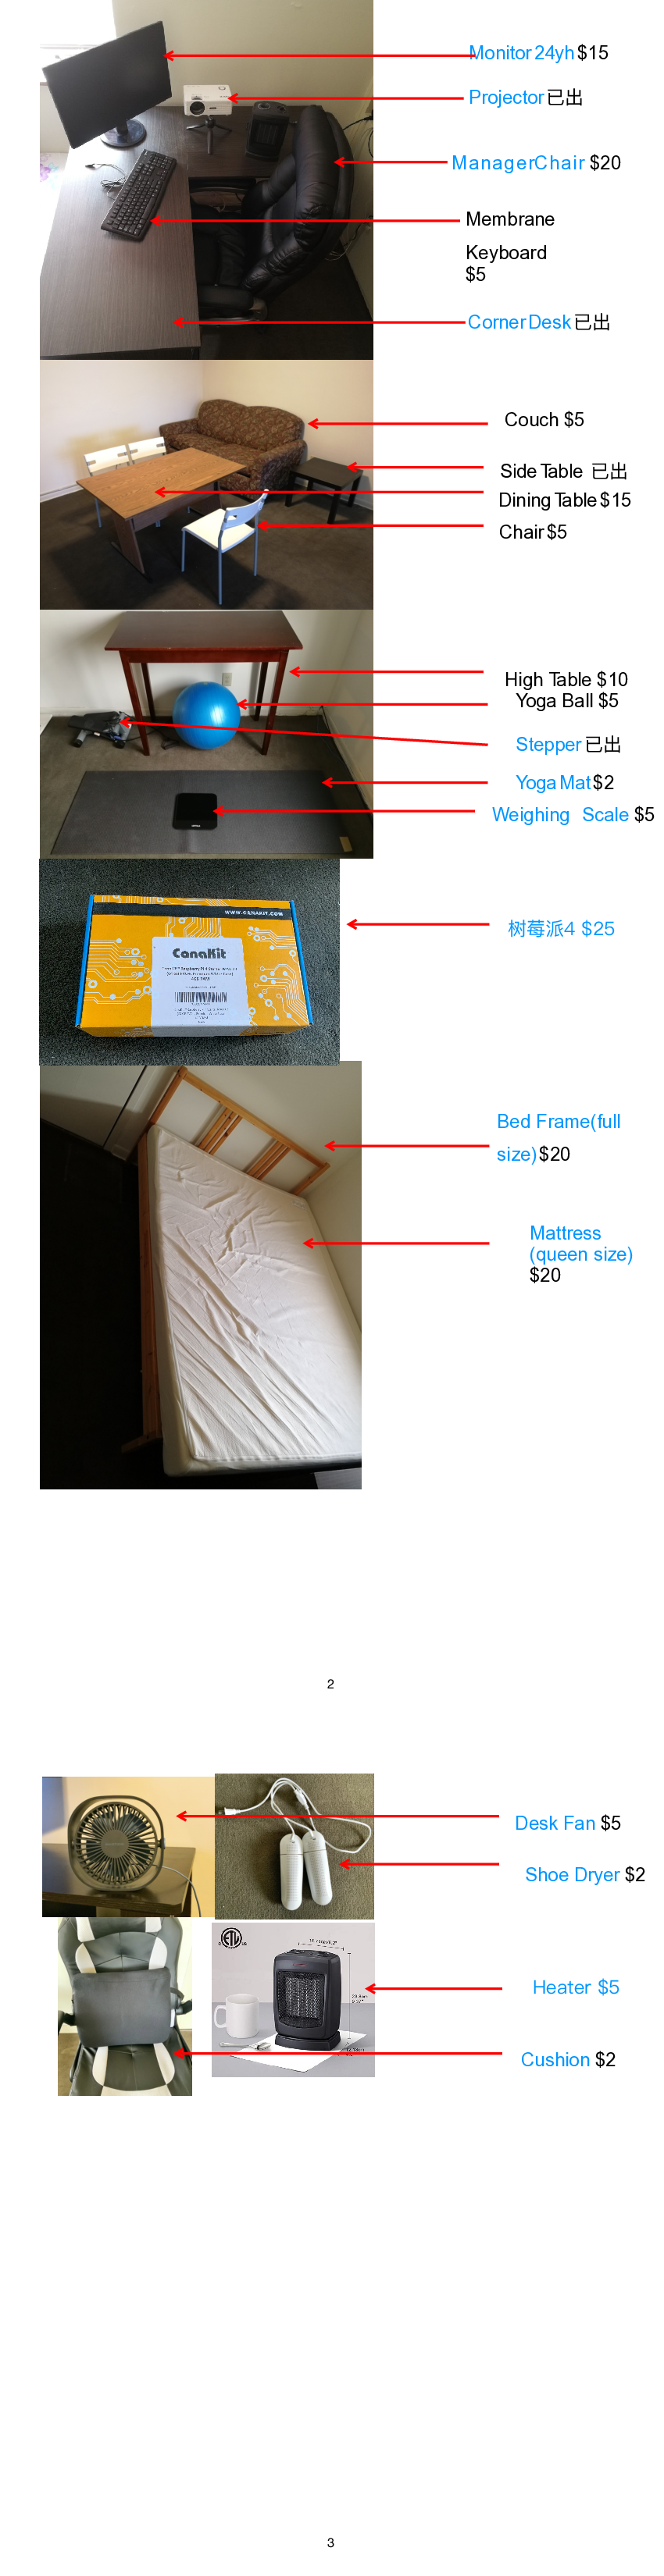 Monitor 24yh $15
Projector 已出
ManagerChair $20
Membrane
Keyboard
$5
Corner Desk 已出
Couch $5
Side Table 已出
Dining Table $15
Chair $5
High Table $10
Yoga Ball $5
Stepper 已出
Yoga Mat $2
Weighing Scale $5
WWW.CANAKIT.COM
CanaKit
树莓派4 $25
Bed Frame(full
size) $20
Mattress
(queen size)
$20
2
Desk Fan $5
Shoe Dryer $2
ETL
Heater $5
Cushion $2
3